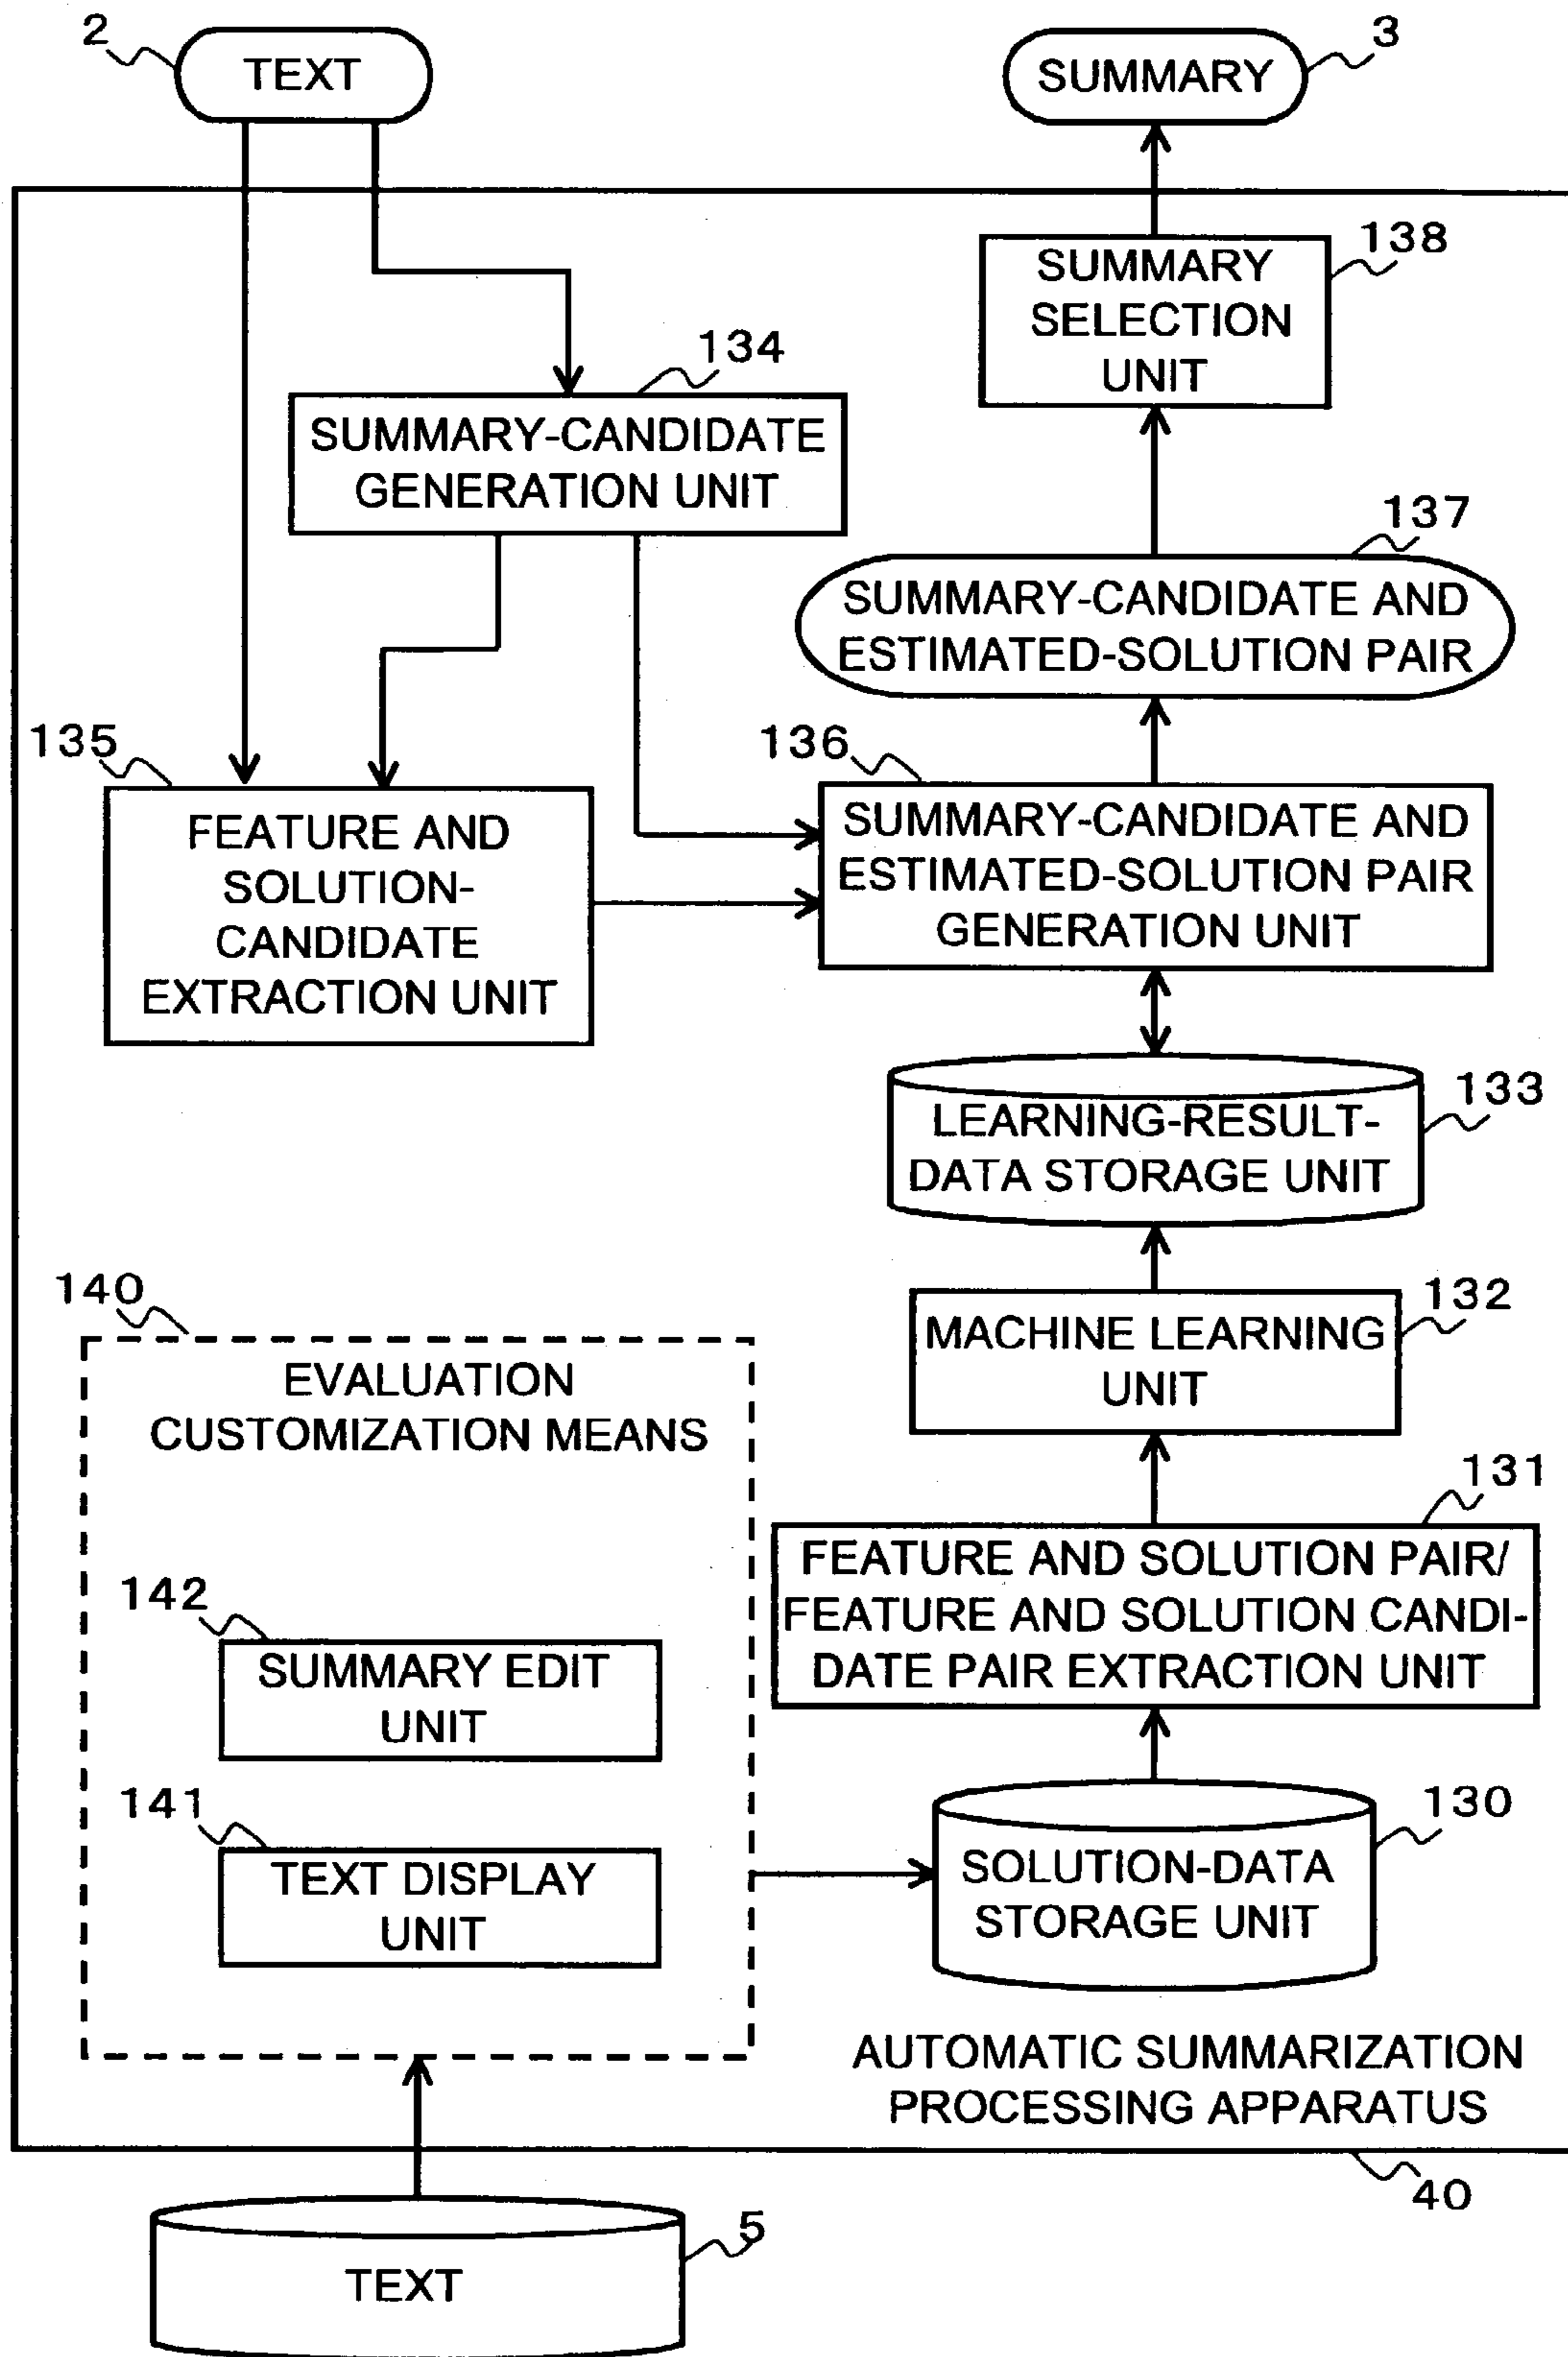 2
TEXT
3
SUMMARY
138
SUMMARY
SELECTION
UNIT
134
SUMMARY-CANDIDATE
GENERATION UNIT
137
SUMMARY-CANDIDATE AND
ESTIMATED-SOLUTION PAIR
135
FEATURE AND
SOLUTION-
CANDIDATE
EXTRACTION UNIT
136
SUMMARY-CANDIDATE AND
ESTIMATED-SOLUTION PAIR
GENERATION UNIT
133
LEARNING-RESULT-
DATA STORAGE UNIT
140
EVALUATION
CUSTOMIZATION MEANS
132
MACHINE LEARNING
UNIT
131
FEATURE AND SOLUTION PAIR/
FEATURE AND SOLUTION CANDI-
DATE PAIR EXTRACTION UNIT
142
SUMMARY EDIT
UNIT
141
TEXT DISPLAY
UNIT
130
SOLUTION-DATA
STORAGE UNIT
AUTOMATIC SUMMARIZATION
PROCESSING APPARATUS
40
5
TEXT